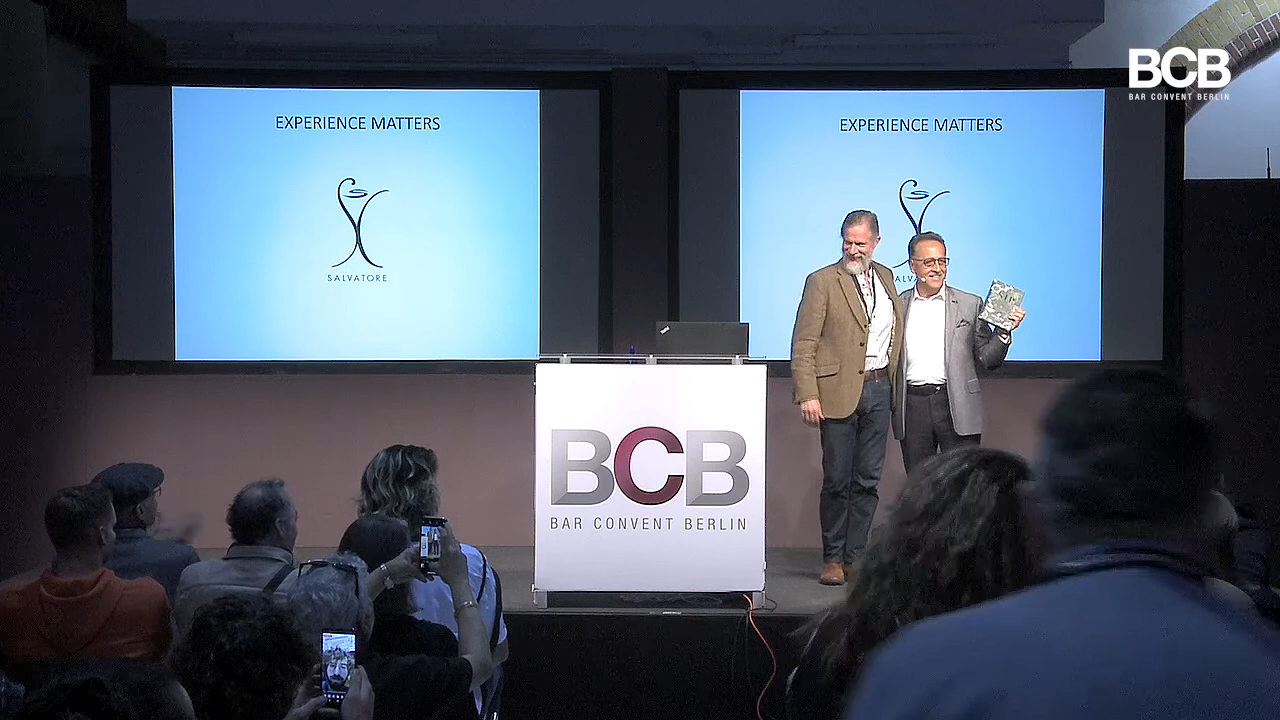 BCB
BAR CONVENT BERLIN
EXPERIENCE MATTERS
SALVATORE
EXPERIENCE MATTERS
BCB
BAR CONVENT BERLIN